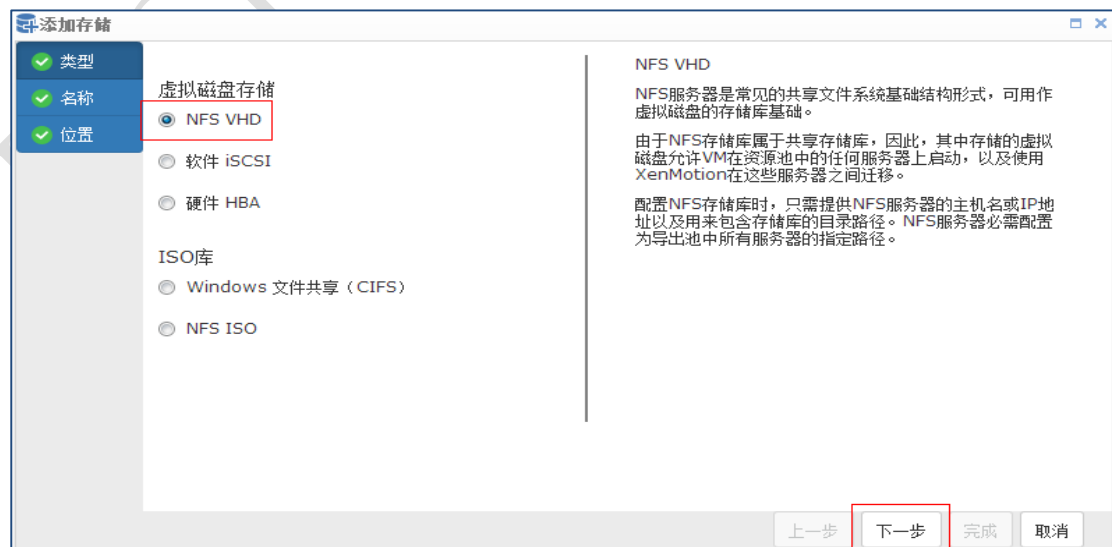 添加存储
类型
名称
位置
虚拟磁盘存储
NFS VHD
软件 iSCSI
硬件 HBA
ISO库
Windows 文件共享（CIFS）
NFS ISO
NFS VHD
NFS服务器是常见的共享文件系统基础结构形式，可用作
虚拟磁盘的存储库基础。
由于NFS存储库属于共享存储库，因此，其中存储的虚拟
磁盘允许VM在资源池中的任何服务器上启动，以及使用
XenMotion在这些服务器之间迁移。
配置NFS存储库时，只需提供NFS服务器的主机名或IP地
址以及用来包含存储库的目录路径。NFS服务器必需配置
为导出池中所有服务器的指定路径。
上一步
下一步
完成
取消